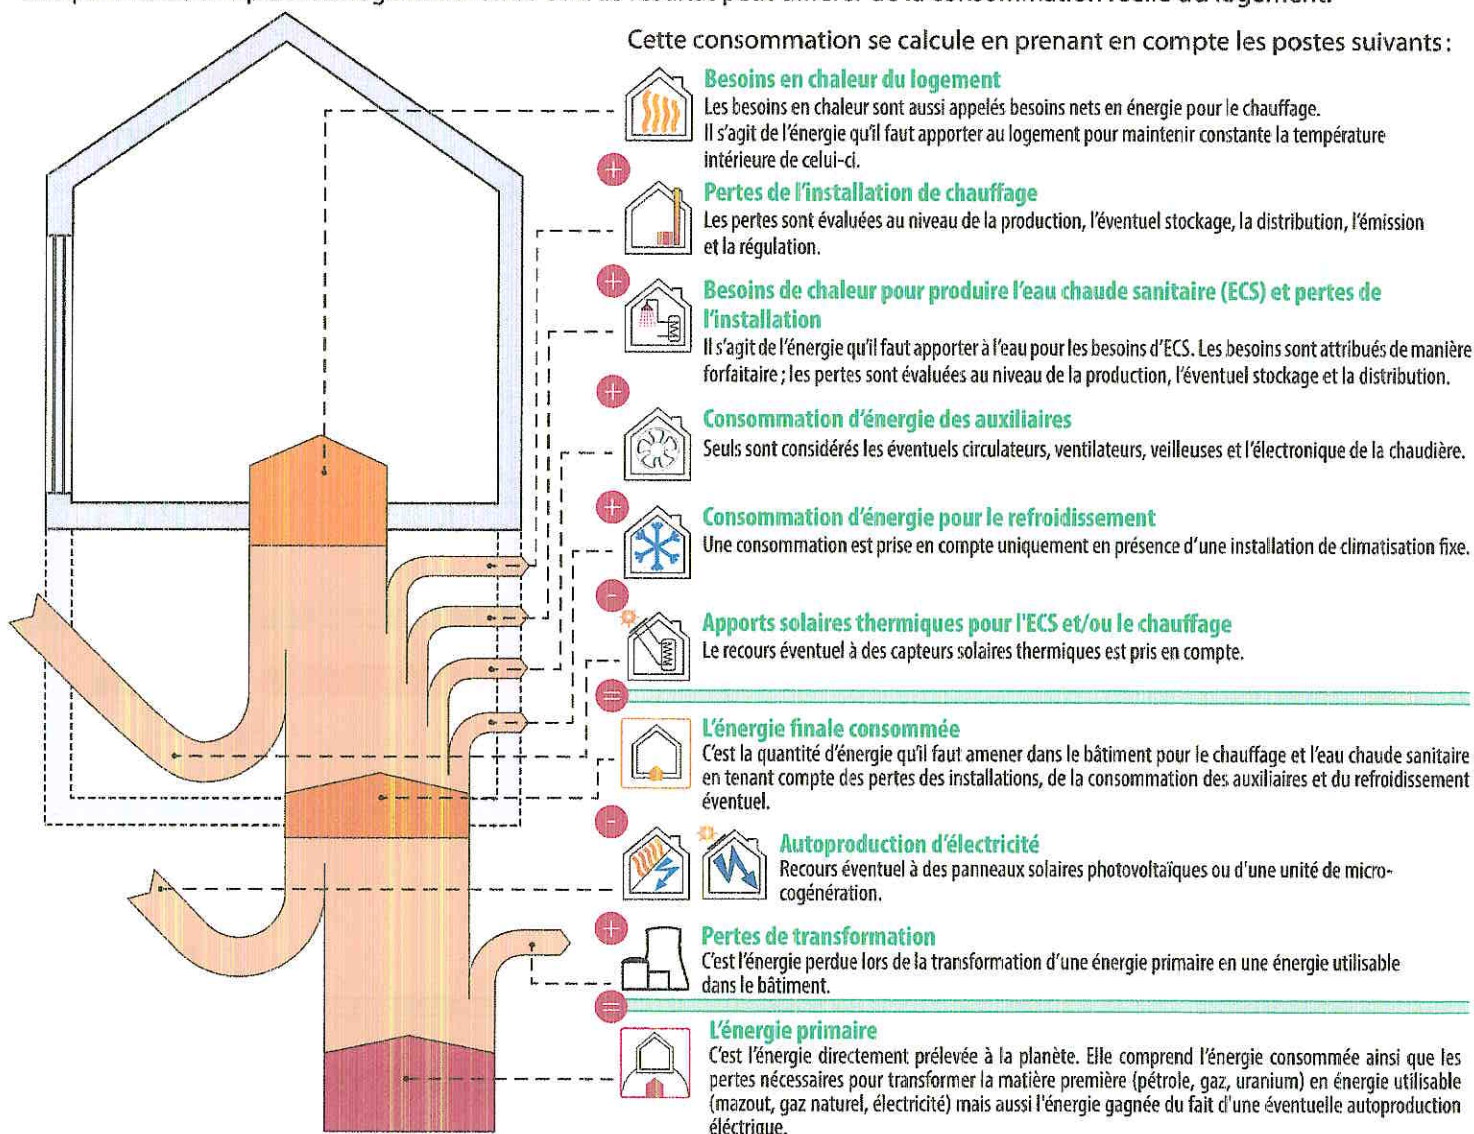 peut différer de la consommation réelle du logement.
Cette consommation se calcule en prenant en compte les postes suivants :
Besoins en chaleur du logement
Les besoins en chaleur sont aussi appelés besoins nets en énergie pour le chauffage.
Il s'agit de l'énergie qu'il faut apporter au logement pour maintenir constante la température
intérieure de celui-ci.
+
Pertes de l'installation de chauffage
Les pertes sont évaluées au niveau de la production, l'éventuel stockage, la distribution, l'émission
et la régulation.
+
Besoins de chaleur pour produire l'eau chaude sanitaire (ECS) et pertes de
l'installation
Il s'agit de l'énergie qu'il faut apporter à l'eau pour les besoins d'ECS. Les besoins sont attribués de manière
forfaitaire ; les pertes sont évaluées au niveau de la production, l'éventuel stockage et la distribution.
+
Consommation d'énergie des auxiliaires
Seuls sont considérés les éventuels circulateurs, ventilateurs, veilleuses et l'électronique de la chaudière.
+
Consommation d'énergie pour le refroidissement
Une consommation est prise en compte uniquement en présence d'une installation de climatisation fixe.
-
Apports solaires thermiques pour l'ECS et/ou le chauffage
Le recours éventuel à des capteurs solaires thermiques est pris en compte.
=
L'énergie finale consommée
C'est la quantité d'énergie qu'il faut amener dans le bâtiment pour le chauffage et l'eau chaude sanitaire
en tenant compte des pertes des installations, de la consommation des auxiliaires et du refroidissement
éventuel.
-
Autoproduction d'électricité
Recours éventuel à des panneaux solaires photovoltaïques ou d'une unité de micro-
cogénération.
+
Pertes de transformation
C'est l'énergie perdue lors de la transformation d'une énergie primaire en une énergie utilisable
dans le bâtiment.
=
L'énergie primaire
C'est l'énergie directement prélevée à la planète. Elle comprend l'énergie consommée ainsi que les
pertes nécessaires pour transformer la matière première (pétrole, gaz, uranium) en énergie utilisable
(mazout, gaz naturel, électricité) mais aussi l'énergie gagnée du fait d'une éventuelle autoproduction
éléctrique.